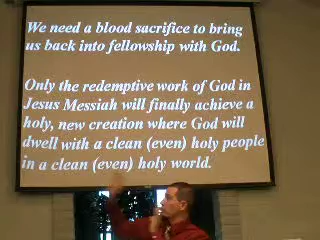 We need a blood sacrifice to bring
us back into fellowship with God.
Only the redemptive work of God in
Jesus Messiah will finally achieve a
holy, new creation where God will
dwell with a clean (even) holy people
in a clean (even) holy world.